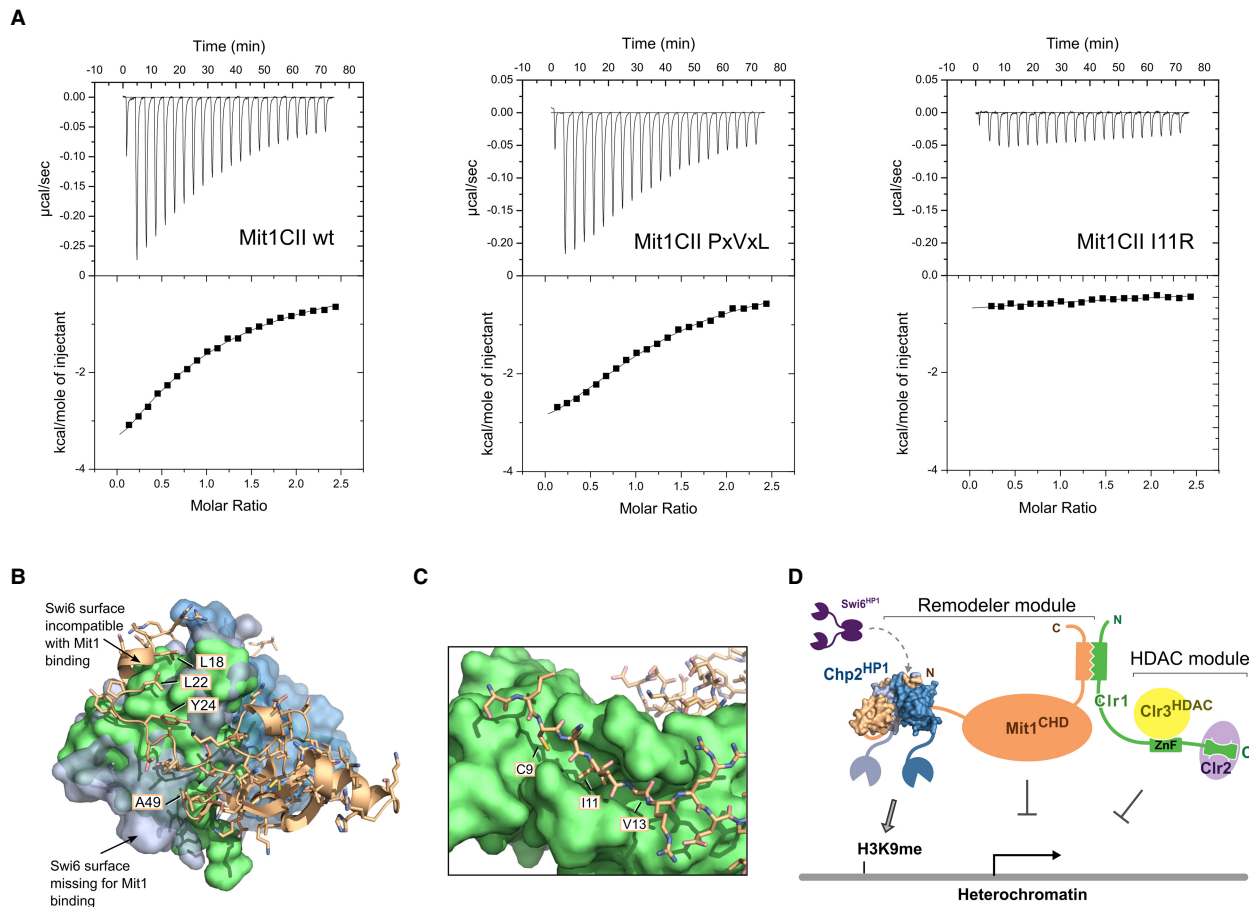 A
Time (min)
-10 0 10 20 30 40 50 60 70 80
0.00
-0.05
-0.10
-0.15
-0.20
-0.25
µcal/sec
Mit1CII wt
0
-2
-4
kcal/mole of injectant
0.0 0.5 1.0 1.5 2.0 2.5
Molar Ratio
Time (min)
-10 0 10 20 30 40 50 60 70 80
0.05
0.00
-0.05
-0.10
-0.15
-0.20
µcal/sec
Mit1CII PxVxL
0
-2
-4
kcal/mole of injectant
0.0 0.5 1.0 1.5 2.0 2.5
Molar Ratio
Time (min)
-10 0 10 20 30 40 50 60 70 80
0.05
0.00
-0.05
-0.10
-0.15
-0.20
µcal/sec
Mit1CII I11R
0.0
-2
-4
kcal/mole of injectant
0.0 0.5 1.0 1.5 2.0 2.5
Molar Ratio
B
Swi6 surface
incompatible
with Mit1
binding
L18
L22
Y24
A49
Swi6 surface
missing for Mit1
binding
C
C9
I11
V13
D
Swi6HP1
Remodeler module
C
N
HDAC module
Chp2HP1
N
Clr1
Clr3HDAC
Mit1CHD
ZnF
C
Clr2
H3K9me
Heterochromatin